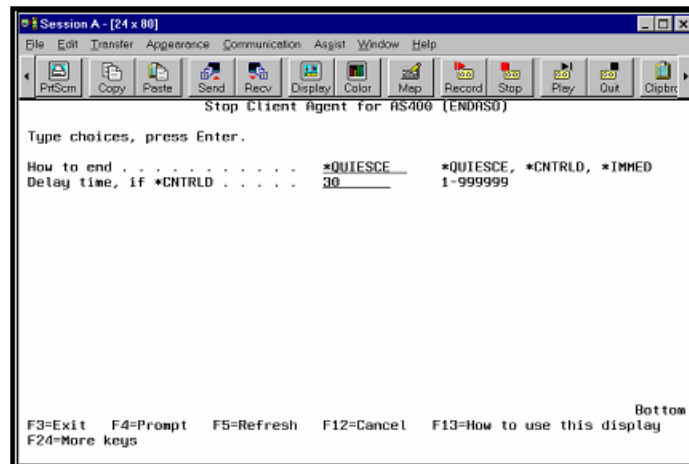 Session A - [24 x 80]
File Edit Transfer Appearance Communication Assist Window Help
PrtScrn Copy Paste Send Recv Display Color Map Record Stop Play Quit Clipbrd
Stop Client Agent for AS400 (ENDASO)
Type choices, press Enter.
How to end . . . . . . . . . . . *QUIESCE *QUIESCE, *CNTRLD, *IMMED
Delay time, if *CNTRLD . . . . . 30 1-999999
Bottom
F3=Exit F4=Prompt F5=Refresh F12=Cancel F13=How to use this display
F24=More keys